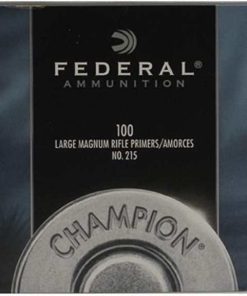 FEDERAL®
AMMUNITION
100
LARGE MAGNUM RIFLE PRIMERS/AMORCES
NO. 215
CHAMPION®